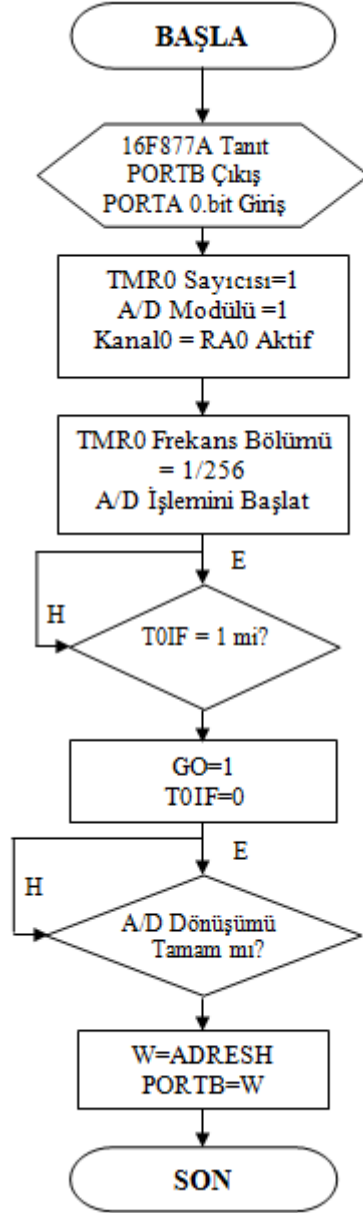 BAŞLA
16F877A Tanıt
PORTB Çıkış
PORTA 0.bit Giriş
TMR0 Sayıcısı=1
A/D Modülü =1
Kanal0 = RA0 Aktif
TMR0 Frekans Bölümü
= 1/256
A/D İşlemini Başlat
E
H
T0IF = 1 mi?
GO=1
T0IF=0
E
H
A/D Dönüşümü
Tamam mı?
W=ADRESH
PORTB=W
SON